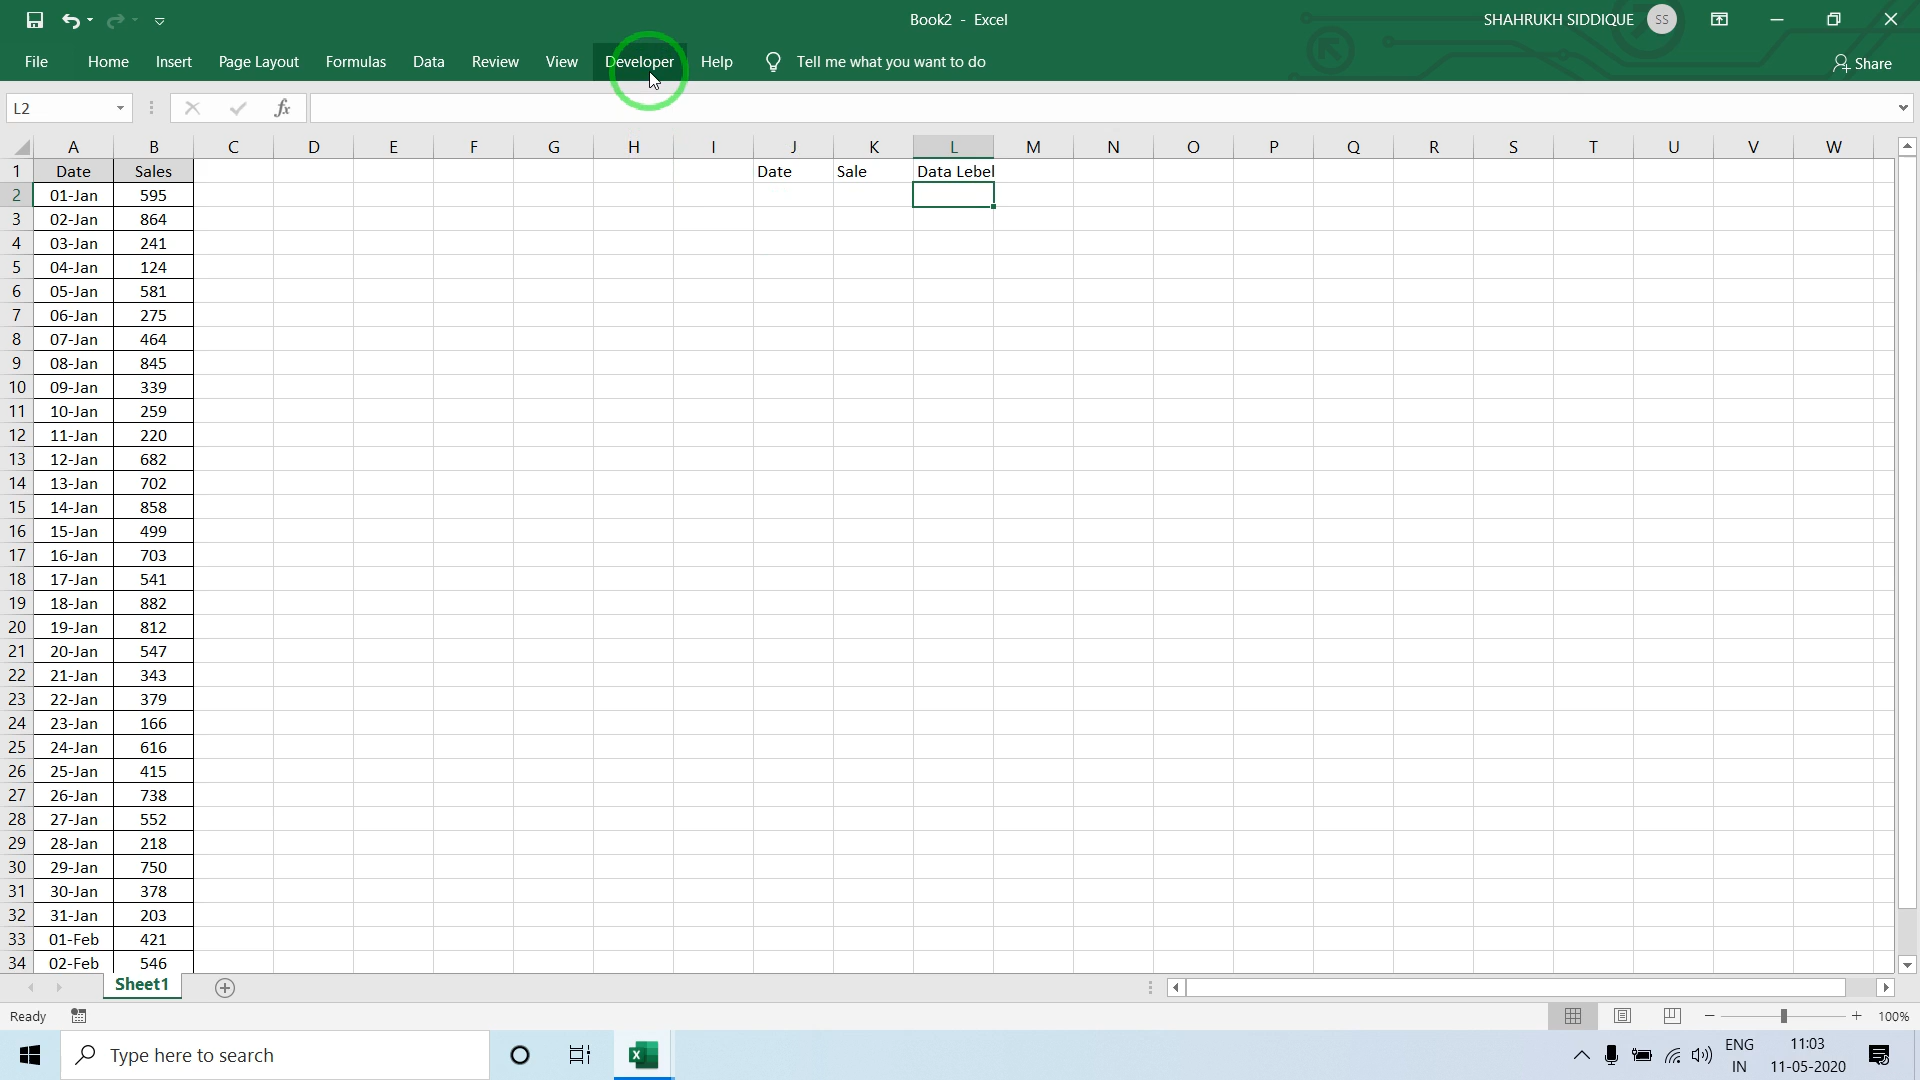 Book2 - Excel
SHAHRUKH SIDDIQUE SS
File Home Insert Page Layout Formulas Data Review View Developer Help Tell me what you want to do Share
L2 fx
A B C D E F G H I J K L M N O P Q R S T U V W
1 Date Sales Date Sale Data Lebel
2 01-Jan 595
3 02-Jan 864
4 03-Jan 241
5 04-Jan 124
6 05-Jan 581
7 06-Jan 275
8 07-Jan 464
9 08-Jan 845
10 09-Jan 339
11 10-Jan 259
12 11-Jan 220
13 12-Jan 682
14 13-Jan 702
15 14-Jan 858
16 15-Jan 499
17 16-Jan 703
18 17-Jan 541
19 18-Jan 882
20 19-Jan 812
21 20-Jan 547
22 21-Jan 343
23 22-Jan 379
24 23-Jan 166
25 24-Jan 616
26 25-Jan 415
27 26-Jan 738
28 27-Jan 552
29 28-Jan 218
30 29-Jan 750
31 30-Jan 378
32 31-Jan 203
33 01-Feb 421
34 02-Feb 546
Sheet1
Ready 100%
Type here to search
ENG 11:03
IN 11-05-2020